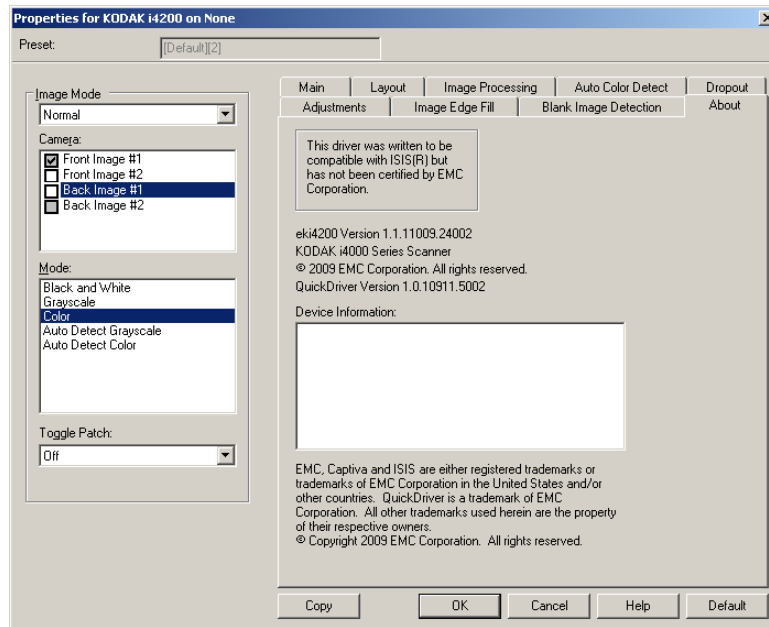 Properties for KODAK i4200 on None
Preset:
[Default][2]
Image Mode
Normal
Camera:
Front Image #1
Front Image #2
Back Image #1
Back Image #2
Mode:
Black and White
Grayscale
Color
Auto Detect Grayscale
Auto Detect Color
Toggle Patch:
Off
Main
Layout
Image Processing
Auto Color Detect
Dropout
Adjustments
Image Edge Fill
Blank Image Detection
About
This driver was written to be
compatible with ISIS(R) but
has not been certified by EMC
Corporation.
eki4200 Version 1.1.11009.24002
KODAK i4000 Series Scanner
© 2009 EMC Corporation. All rights reserved.
QuickDriver Version 1.0.10911.5002
Device Information:
EMC, Captiva and ISIS are either registered trademarks or
trademarks of EMC Corporation in the United States and/or
other countries. QuickDriver is a trademark of EMC
Corporation. All other trademarks used herein are the property
of their respective owners.
© Copyright 2009 EMC Corporation. All rights reserved.
Copy
OK
Cancel
Help
Default